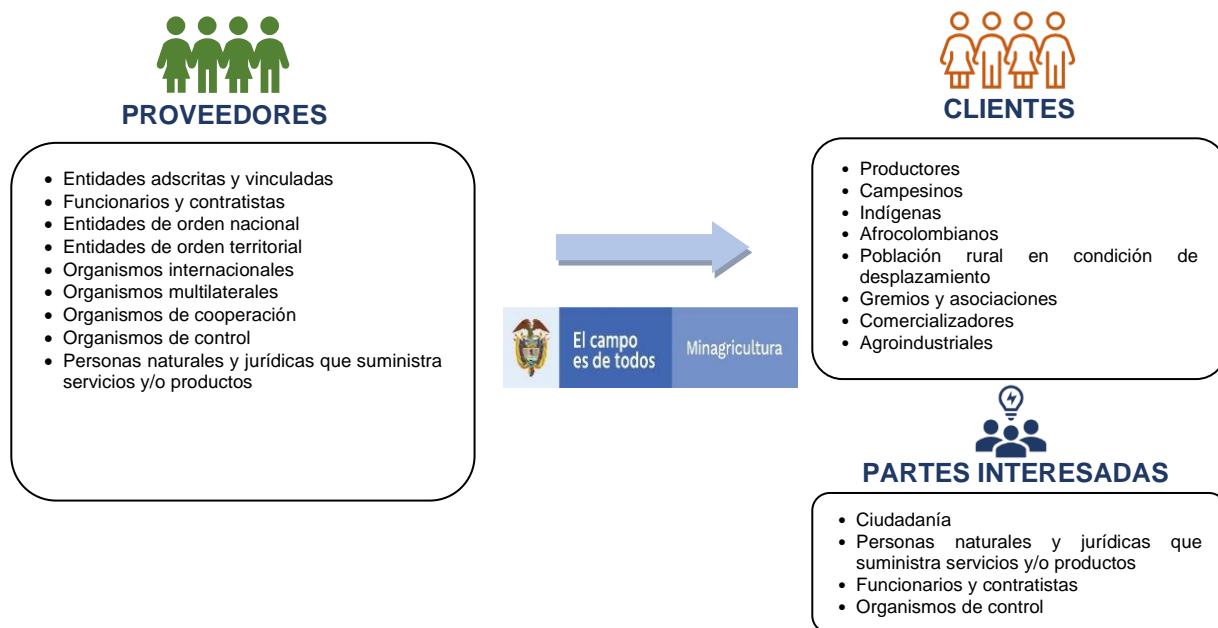 PROVEEDORES
• Entidades adscritas y vinculadas
• Funcionarios y contratistas
• Entidades de orden nacional
• Entidades de orden territorial
• Organismos internacionales
• Organismos multilaterales
• Organismos de cooperación
• Organismos de control
• Personas naturales y jurídicas que suministra
servicios y/o productos
El campo
es de todos
Minagricultura
CLIENTES
• Productores
• Campesinos
• Indígenas
• Afrocolombianos
• Población rural en condición de
desplazamiento
• Gremios y asociaciones
• Comercializadores
• Agroindustriales
PARTES INTERESADAS
• Ciudadanía
• Personas naturales y jurídicas que
suministra servicios y/o productos
• Funcionarios y contratistas
• Organismos de control